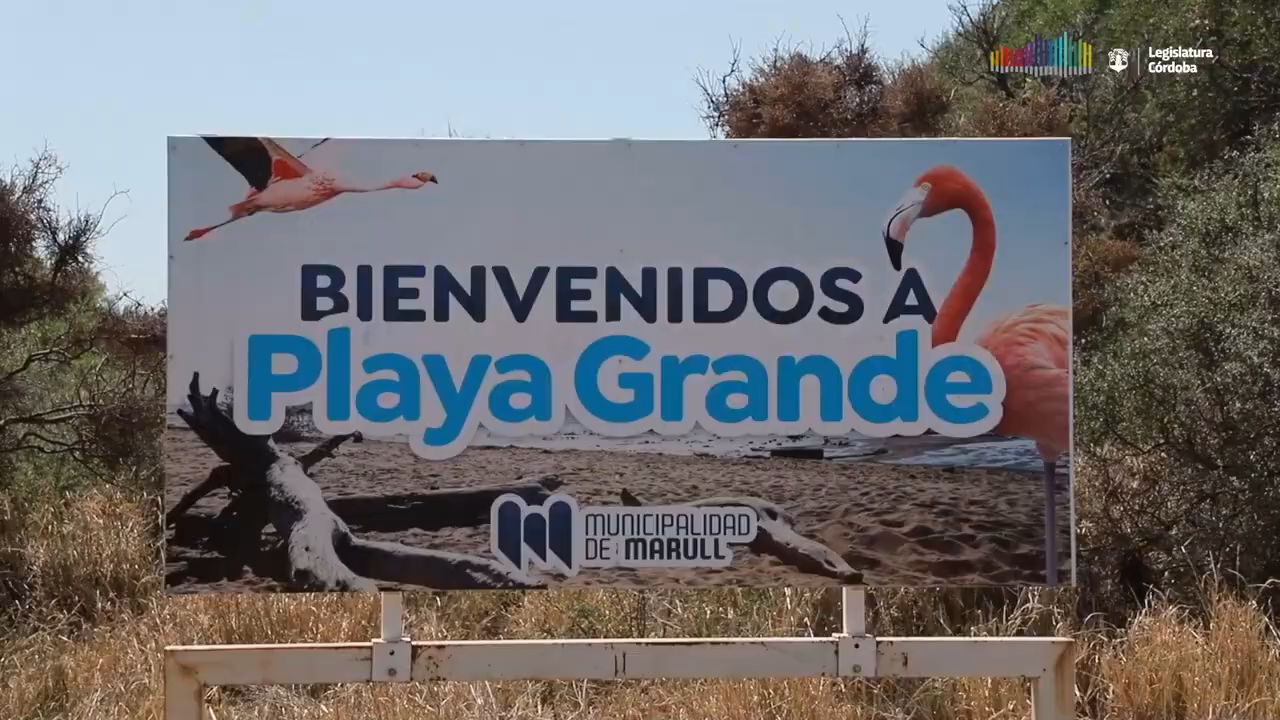 Legislatura
Córdoba
BIENVENIDOS A
Playa Grande
MUNICIPALIDAD
DE MARULL